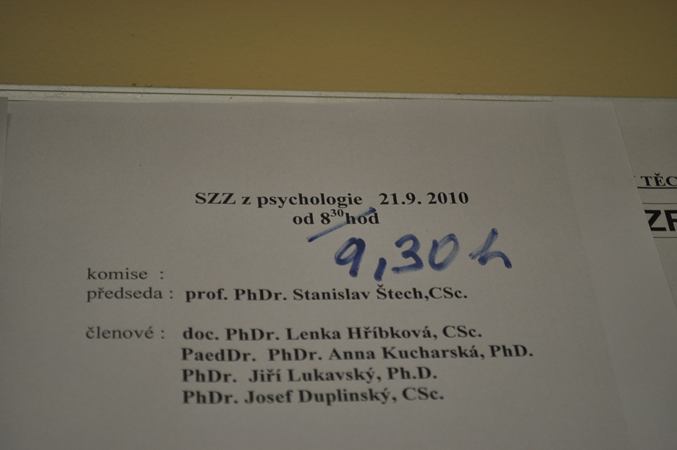 SZZ z psychologie 21.9. 2010
od 8³⁰hod
9,30 h
komise :
předseda : prof. PhDr. Stanislav Štech,CSc.
členové : doc. PhDr. Lenka Hříbková, CSc.
PaedDr. PhDr. Anna Kucharská, PhD.
PhDr. Jiří Lukavský, Ph.D.
PhDr. Josef Duplinský, CSc.
TĚC